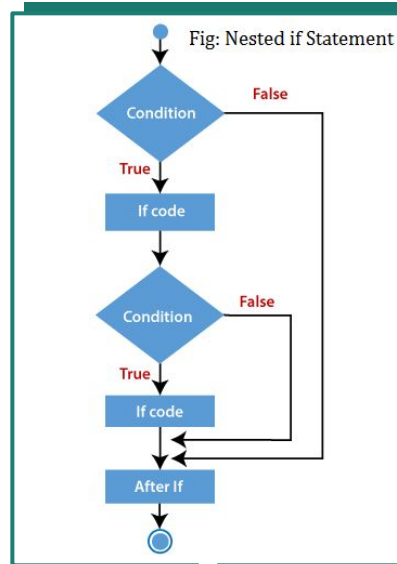 Fig: Nested if Statement
Condition
False
True
If code
Condition
False
True
If code
After If